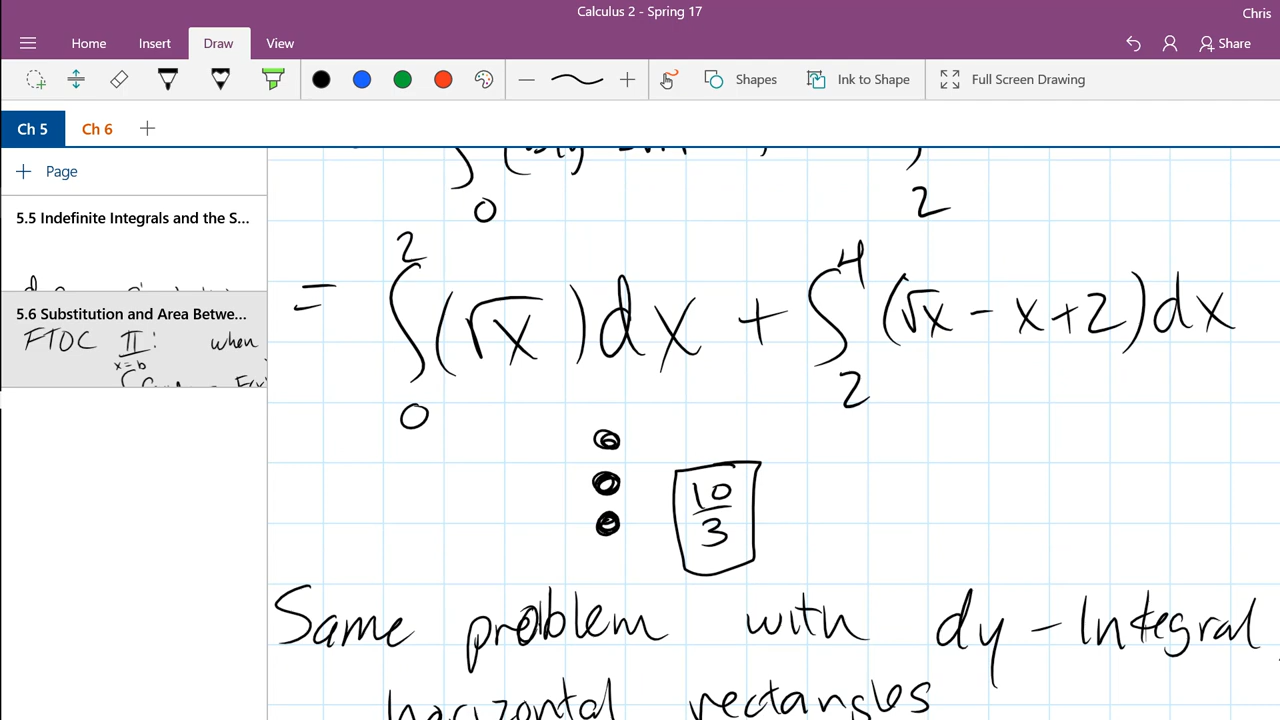 Calculus 2 - Spring 17
Chris
Home Insert Draw View Share
Shapes Ink to Shape Full Screen Drawing
Ch 5 Ch 6
Page
5.5 Indefinite Integrals and the S...
5.6 Substitution and Area Betwe...
FTOC II: when
x=b
0 2
= ∫₀² (√x) dx + ∫₂⁴ (√x - x + 2) dx
10/3
Same problem with dy - Integral
horizontal rectangles